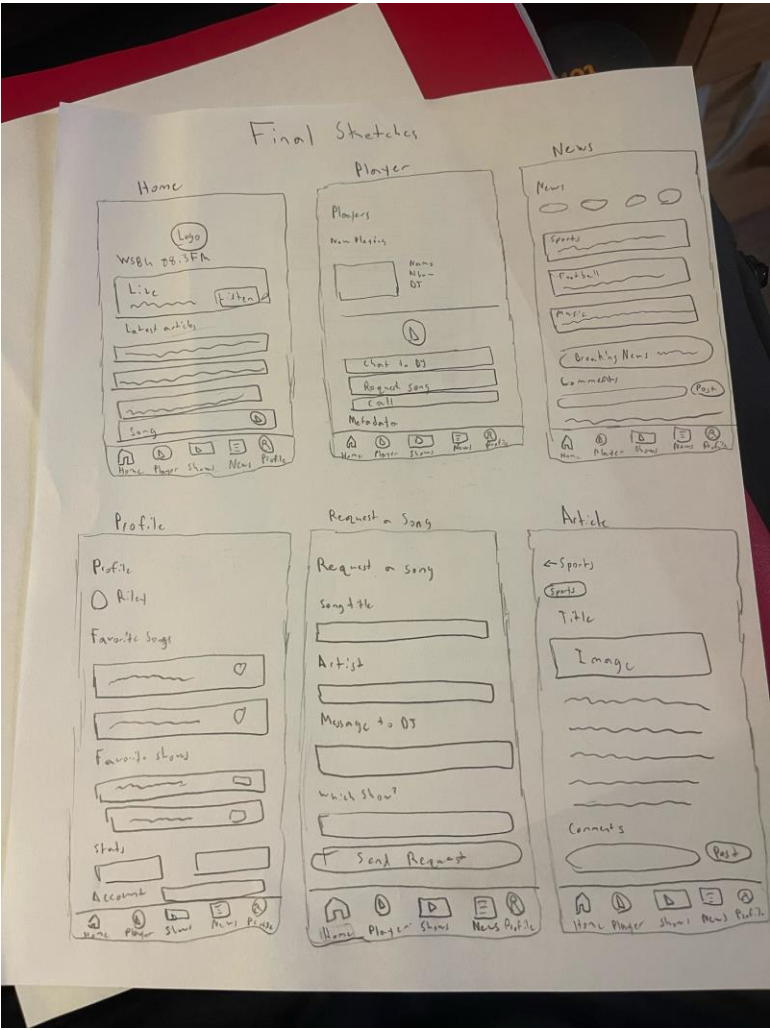 Final Sketches
Home
Logo
WSBU 88.3FM
Live
Listen
Latest articles
Song
Home Player Shows News Profile
Player
Players
Now Playing
Name
Album
DJ
Chat to DJ
Request song
Call
Metadata
Home Player Shows News Profile
News
News
Sports
Football
Music
Breaking News
Comments
Post
Home Player Shows News Profile
Profile
Profile
Riley
Favorite Songs
Favorite shows
Stats
Account
Home Player Shows News Profile
Request a Song
Request a song
Song title
Artist
Message to DJ
Which Show?
Send Request
Home Player Shows News Profile
Article
← Sports
Sports
Title
Image
Comments
Post
Home Player Shows News Profile